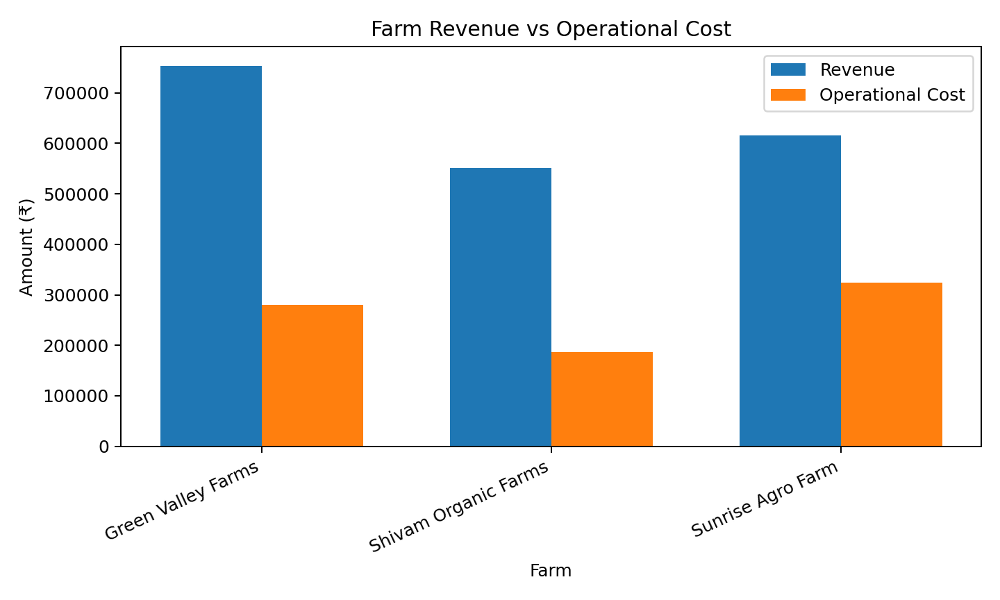 Farm Revenue vs Operational Cost
Revenue
Operational Cost
Amount (₹)
700000
600000
500000
400000
300000
200000
100000
0
Green Valley Farms
Shivam Organic Farms
Sunrise Agro Farm
Farm